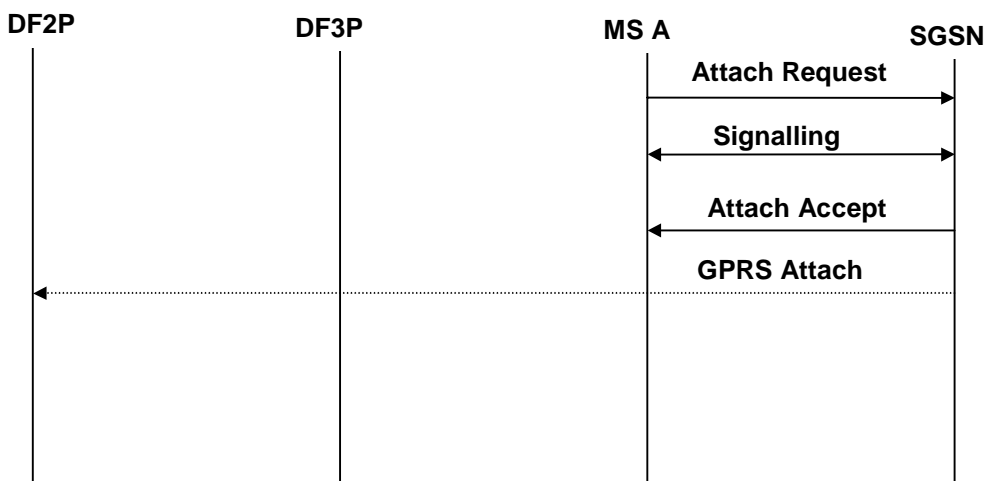 DF2P
DF3P
MS A
SGSN
Attach Request
Signalling
Attach Accept
GPRS Attach